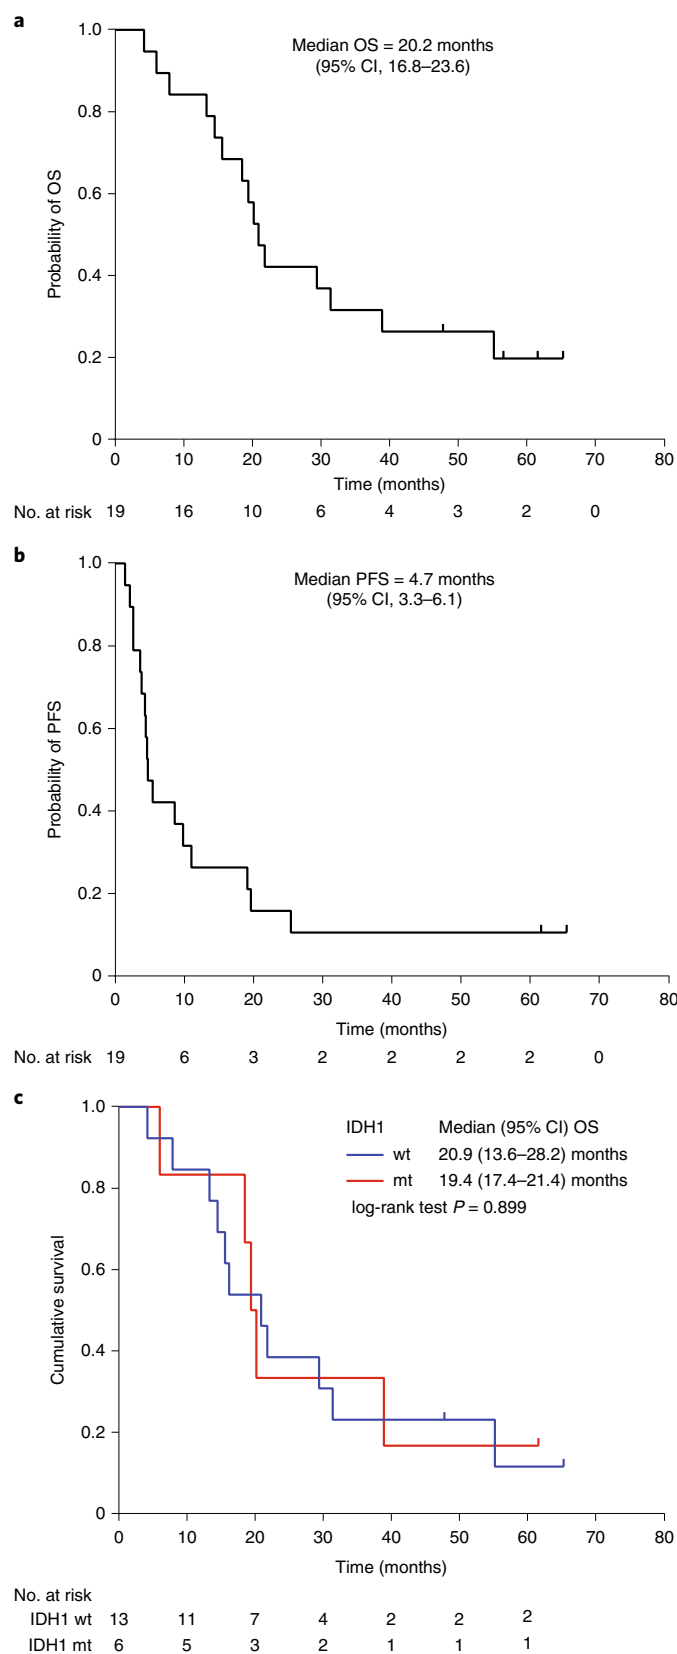 a
Median OS = 20.2 months
(95% CI, 16.8–23.6)
Probability of OS
1.0
0.8
0.6
0.4
0.2
0
0 10 20 30 40 50 60 70 80
Time (months)
No. at risk 19 16 10 6 4 3 2 0
b
Median PFS = 4.7 months
(95% CI, 3.3–6.1)
Probability of PFS
1.0
0.8
0.6
0.4
0.2
0
0 10 20 30 40 50 60 70 80
Time (months)
No. at risk 19 6 3 2 2 2 2 0
c
IDH1 Median (95% CI) OS
wt 20.9 (13.6–28.2) months
mt 19.4 (17.4–21.4) months
log-rank test P = 0.899
Cumulative survival
1.0
0.8
0.6
0.4
0.2
0
0 10 20 30 40 50 60 70 80
Time (months)
No. at risk
IDH1 wt 13 11 7 4 2 2 2
IDH1 mt 6 5 3 2 1 1 1